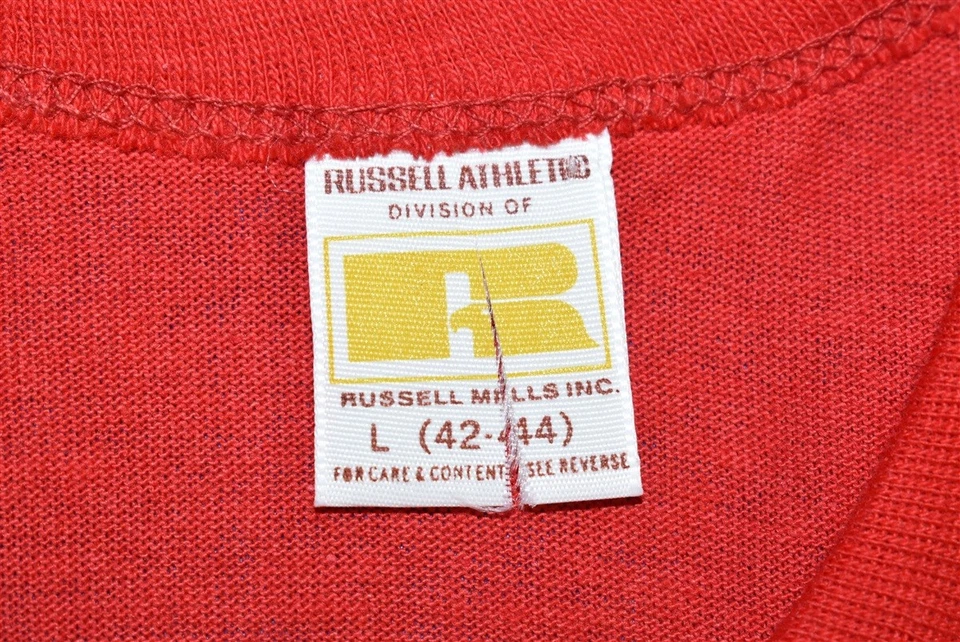 RUSSELL ATHLETIC
DIVISION OF
R
RUSSELL MILLS INC.
L (42-44)
FOR CARE & CONTENT SEE REVERSE